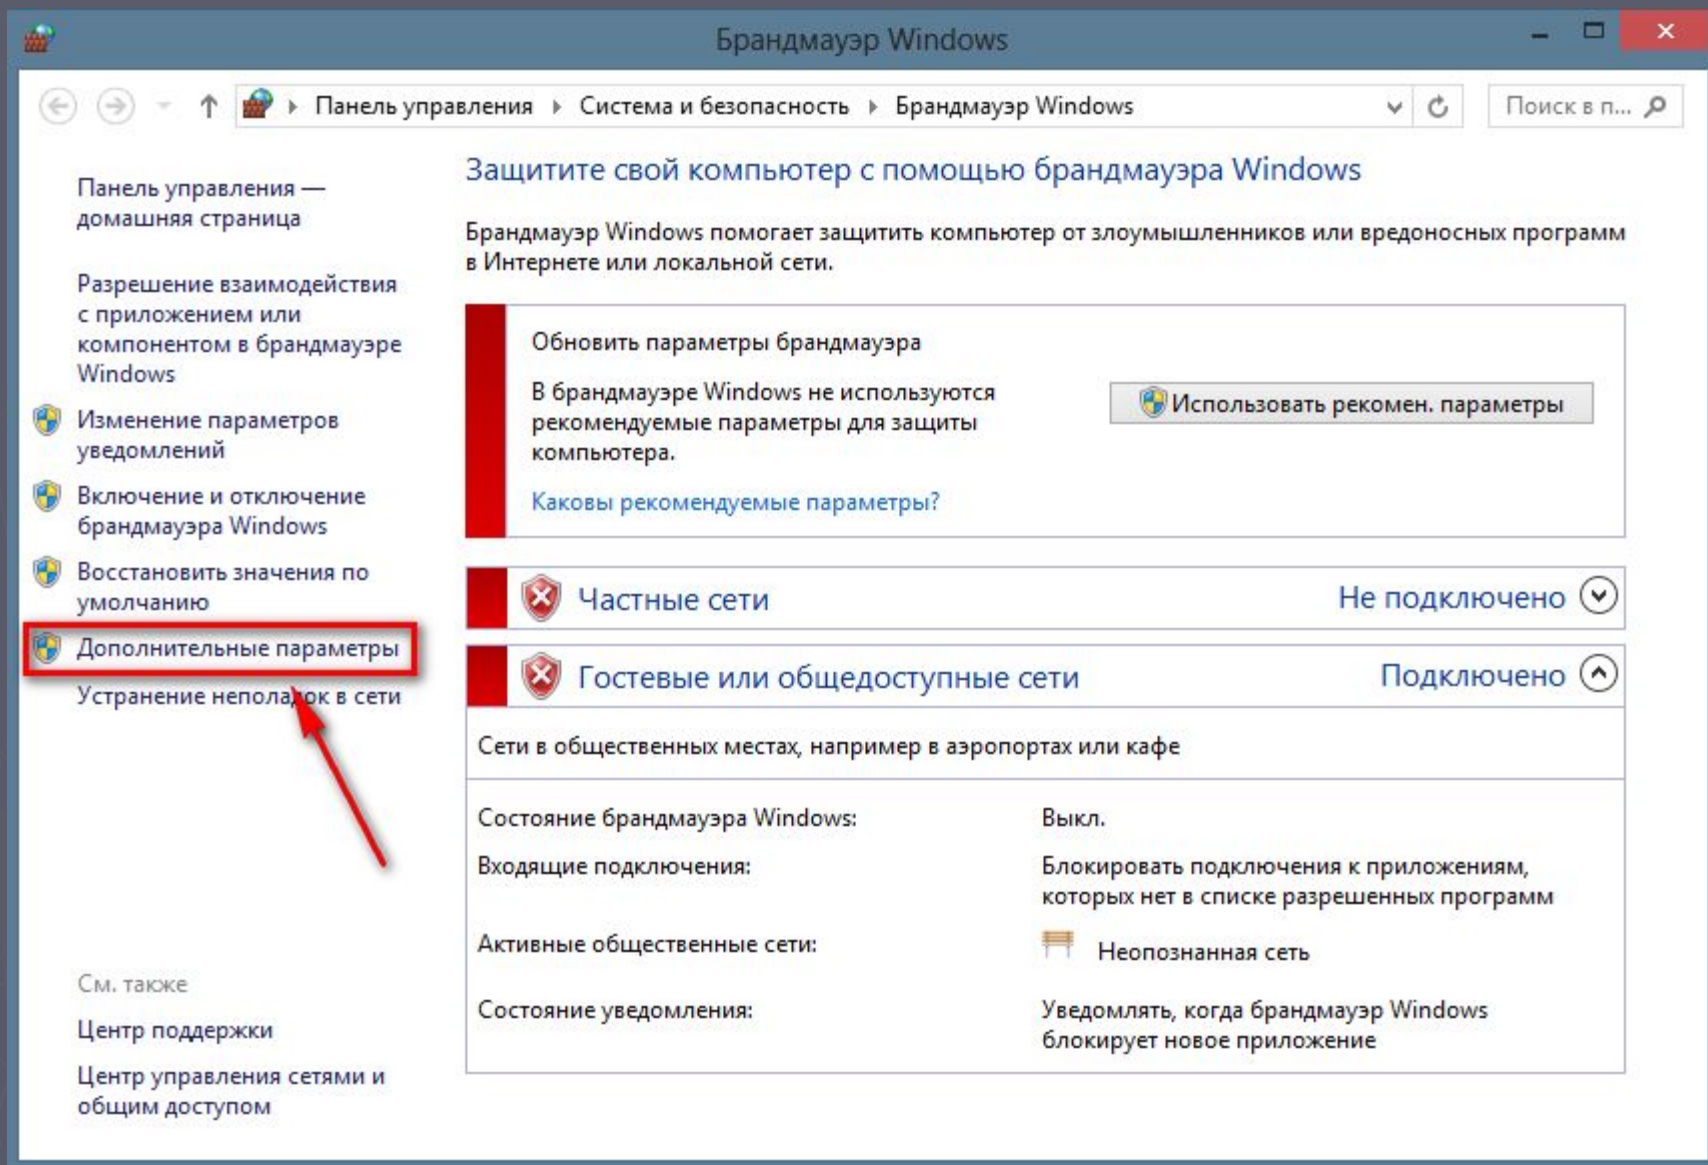 Брандмауэр Windows
Панель управления
Система и безопасность
Брандмауэр Windows
Поиск в п...
Панель управления —
домашняя страница
Разрешение взаимодействия
с приложением или
компонентом в брандмауэре
Windows
Изменение параметров
уведомлений
Включение и отключение
брандмауэра Windows
Восстановить значения по
умолчанию
Дополнительные параметры
Устранение неполадок в сети
См. также
Центр поддержки
Центр управления сетями и
общим доступом
Защитите свой компьютер с помощью брандмауэра Windows
Брандмауэр Windows помогает защитить компьютер от злоумышленников или вредоносных программ
в Интернете или локальной сети.
Обновить параметры брандмауэра
В брандмауэре Windows не используются
рекомендуемые параметры для защиты
компьютера.
Использовать рекомен. параметры
Каковы рекомендуемые параметры?
Частные сети
Не подключено
Гостевые или общедоступные сети
Подключено
Сети в общественных местах, например в аэропортах или кафе
Состояние брандмауэра Windows:
Выкл.
Входящие подключения:
Блокировать подключения к приложениям,
которых нет в списке разрешенных программ
Активные общественные сети:
Неопознанная сеть
Состояние уведомления:
Уведомлять, когда брандмауэр Windows
блокирует новое приложение